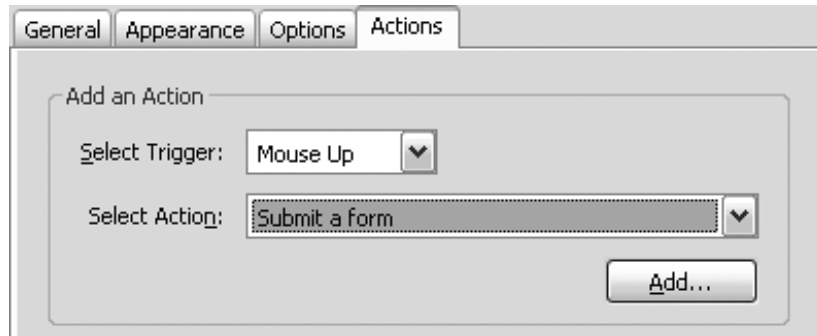 General Appearance Options Actions
Add an Action
Select Trigger: Mouse Up
Select Action: Submit a form
Add...